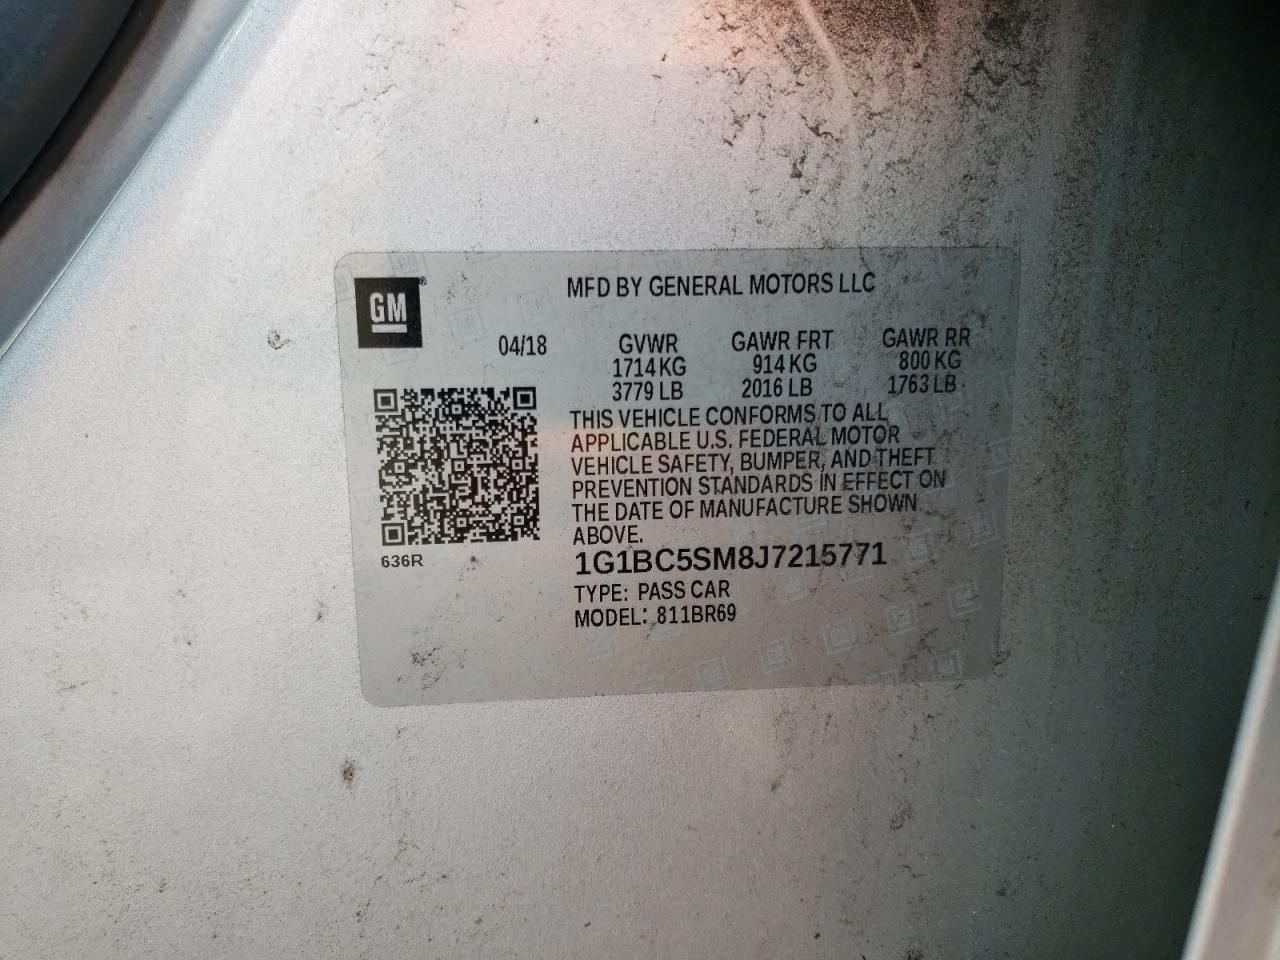 GM
MFD BY GENERAL MOTORS LLC
04/18 GVWR GAWR FRT GAWR RR
1714 KG 914 KG 800 KG
3779 LB 2016 LB 1763 LB
THIS VEHICLE CONFORMS TO ALL
APPLICABLE U.S. FEDERAL MOTOR
VEHICLE SAFETY, BUMPER, AND THEFT
PREVENTION STANDARDS IN EFFECT ON
THE DATE OF MANUFACTURE SHOWN
ABOVE.
636R
1G1BC5SM8J7215771
TYPE: PASS CAR
MODEL: 811BR69